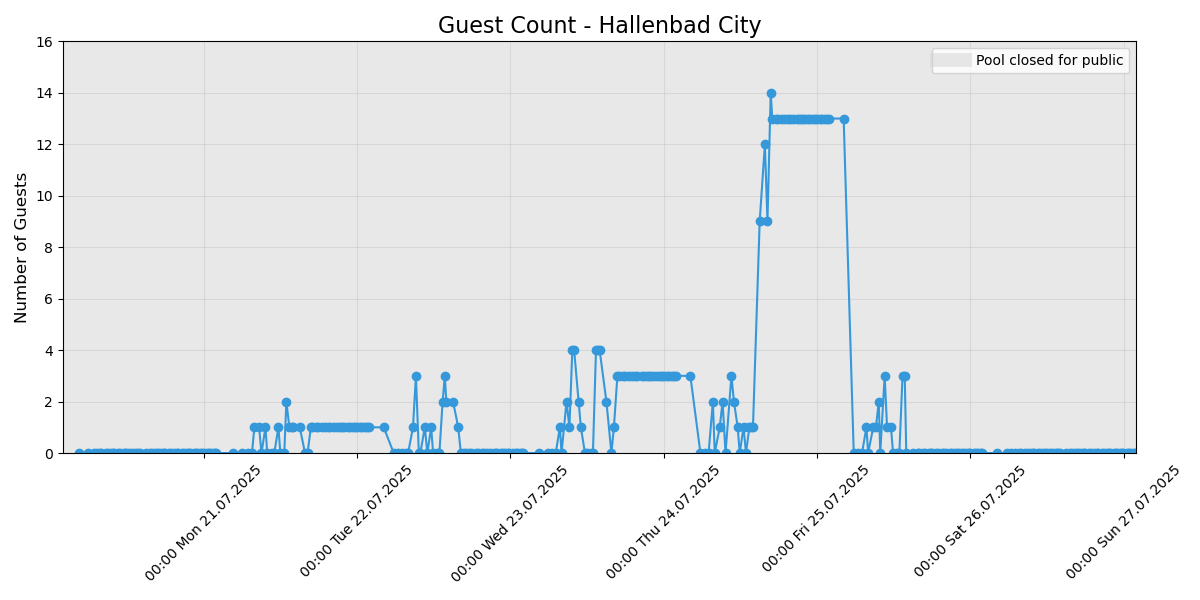 Guest Count - Hallenbad City
Pool closed for public
Number of Guests
16
14
12
10
8
6
4
2
0
00:00 Mon 21.07.2025
00:00 Tue 22.07.2025
00:00 Wed 23.07.2025
00:00 Thu 24.07.2025
00:00 Fri 25.07.2025
00:00 Sat 26.07.2025
00:00 Sun 27.07.2025